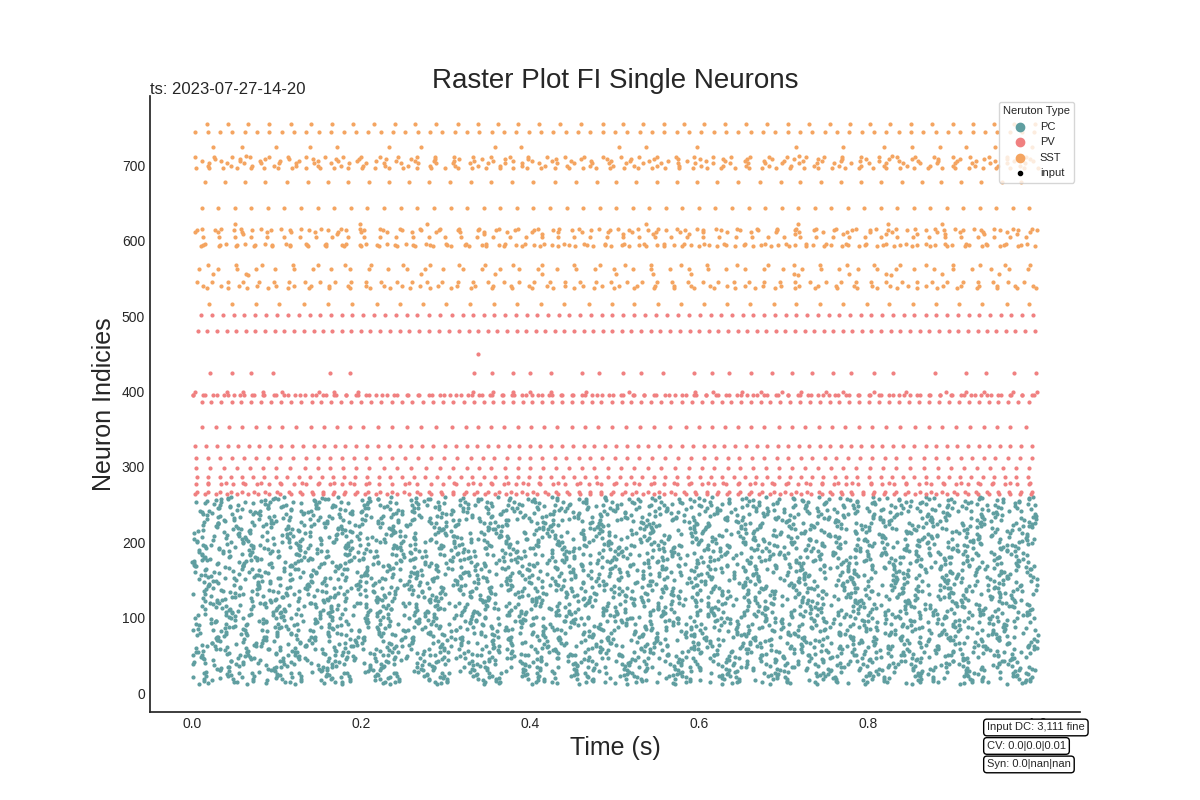 Raster Plot FI Single Neurons
ts: 2023-07-27-14-20
Neruton Type
PC
PV
SST
input
Neuron Indicies
700
600
500
400
300
200
100
0
0.0 0.2 0.4 0.6 0.8
Time (s)
Input DC: 3,111 fine
CV: 0.0|0.0|0.01
Syn: 0.0|nan|nan